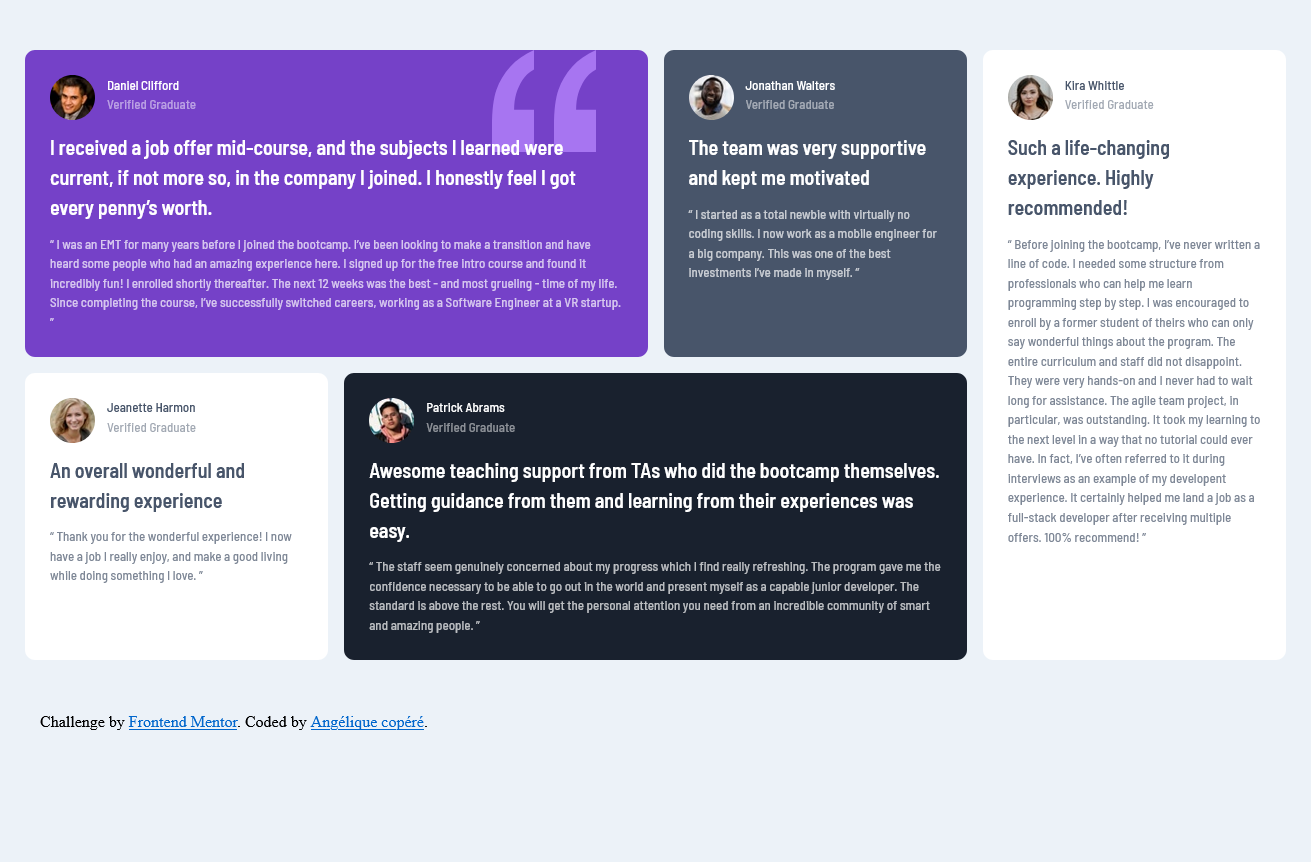 Daniel Clifford
Verified Graduate
I received a job offer mid-course, and the subjects I learned were
current, if not more so, in the company I joined. I honestly feel I got
every penny’s worth.
“ I was an EMT for many years before I joined the bootcamp. I’ve been looking to make a transition and have
heard some people who had an amazing experience here. I signed up for the free intro course and found it
incredibly fun! I enrolled shortly thereafter. The next 12 weeks was the best - and most grueling - time of my life.
Since completing the course, I’ve successfully switched careers, working as a Software Engineer at a VR startup.
”
Jonathan Walters
Verified Graduate
The team was very supportive
and kept me motivated
“ I started as a total newbie with virtually no
coding skills. I now work as a mobile engineer for
a big company. This was one of the best
investments I’ve made in myself. ”
Kira Whittle
Verified Graduate
Such a life-changing
experience. Highly
recommended!
“ Before joining the bootcamp, I’ve never written a
line of code. I needed some structure from
professionals who can help me learn
programming step by step. I was encouraged to
enroll by a former student of theirs who can only
say wonderful things about the program. The
entire curriculum and staff did not disappoint.
They were very hands-on and I never had to wait
long for assistance. The agile team project, in
particular, was outstanding. It took my learning to
the next level in a way that no tutorial could ever
have. In fact, I’ve often referred to it during
interviews as an example of my developent
experience. It certainly helped me land a job as a
full-stack developer after receiving multiple
offers. 100% recommend! ”
Jeanette Harmon
Verified Graduate
An overall wonderful and
rewarding experience
“ Thank you for the wonderful experience! I now
have a job I really enjoy, and make a good living
while doing something I love. ”
Patrick Abrams
Verified Graduate
Awesome teaching support from TAs who did the bootcamp themselves.
Getting guidance from them and learning from their experiences was
easy.
“ The staff seem genuinely concerned about my progress which I find really refreshing. The program gave me the
confidence necessary to be able to go out in the world and present myself as a capable junior developer. The
standard is above the rest. You will get the personal attention you need from an incredible community of smart
and amazing people. ”
Challenge by Frontend Mentor. Coded by Angélique copéré.